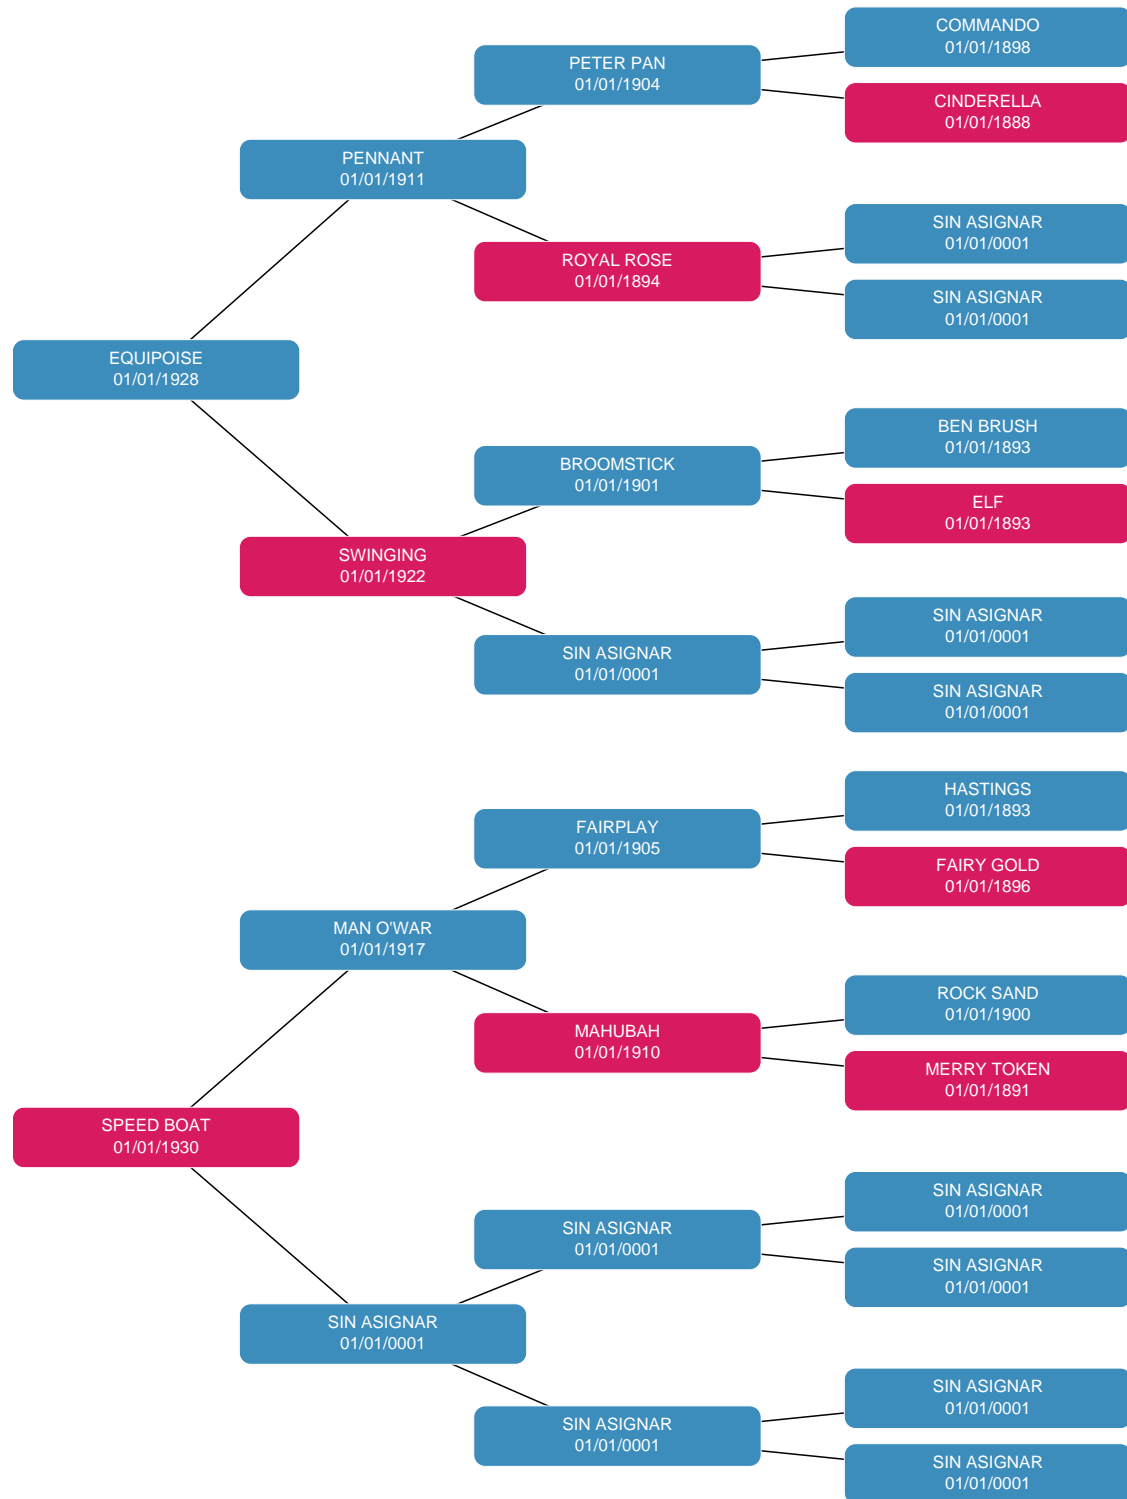 COMMANDO
01/01/1898
PETER PAN
01/01/1904
CINDERELLA
01/01/1888
PENNANT
01/01/1911
SIN ASIGNAR
01/01/0001
ROYAL ROSE
01/01/1894
SIN ASIGNAR
01/01/0001
EQUIPOISE
01/01/1928
BEN BRUSH
01/01/1893
BROOMSTICK
01/01/1901
ELF
01/01/1893
SWINGING
01/01/1922
SIN ASIGNAR
01/01/0001
SIN ASIGNAR
01/01/0001
SIN ASIGNAR
01/01/0001
HASTINGS
01/01/1893
FAIRPLAY
01/01/1905
FAIRY GOLD
01/01/1896
MAN O'WAR
01/01/1917
ROCK SAND
01/01/1900
MAHUBAH
01/01/1910
MERRY TOKEN
01/01/1891
SPEED BOAT
01/01/1930
SIN ASIGNAR
01/01/0001
SIN ASIGNAR
01/01/0001
SIN ASIGNAR
01/01/0001
SIN ASIGNAR
01/01/0001
SIN ASIGNAR
01/01/0001
SIN ASIGNAR
01/01/0001
SIN ASIGNAR
01/01/0001